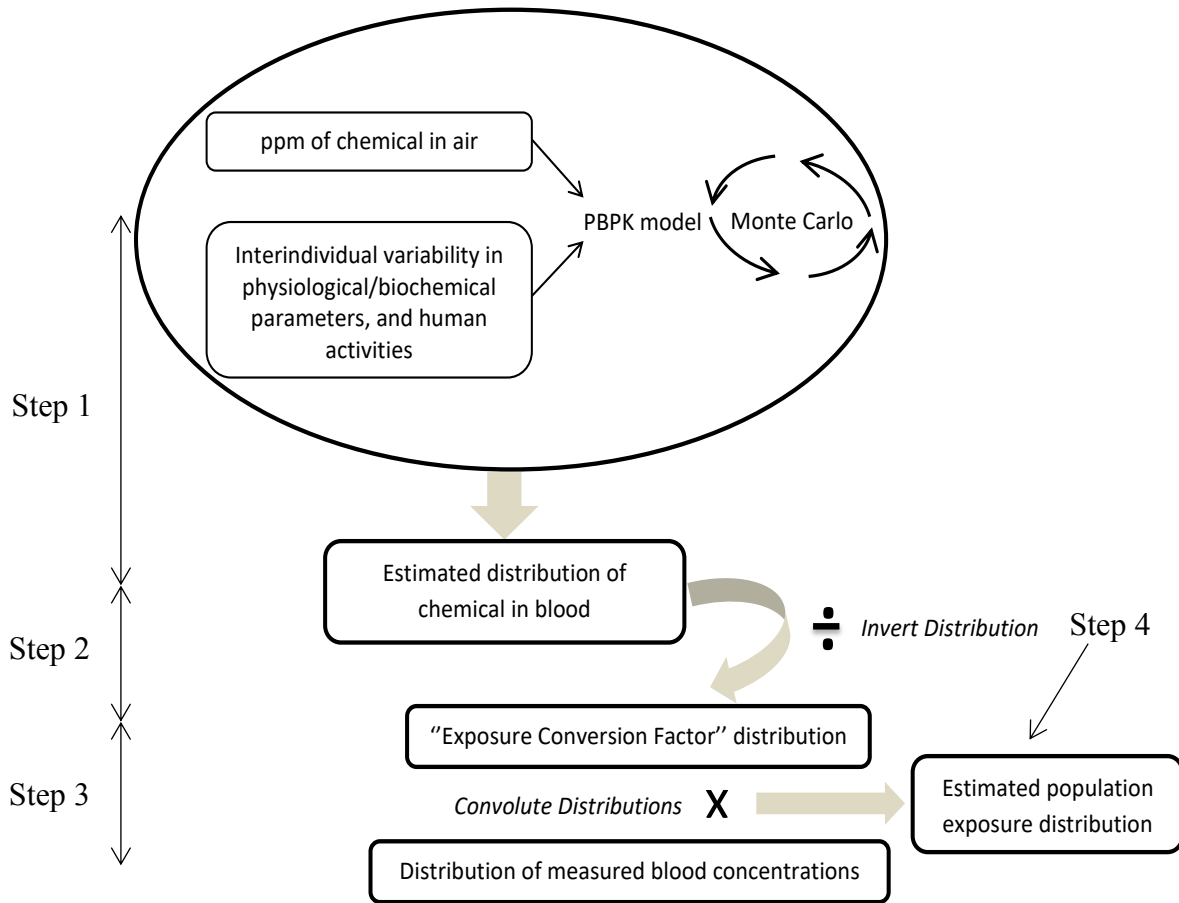 ppm of chemical in air
Interindividual variability in
physiological/biochemical
parameters, and human
activities
PBPK model
Monte Carlo
Step 1
Estimated distribution of
chemical in blood
÷
Invert Distribution
Step 4
Step 2
‘‘Exposure Conversion Factor’’ distribution
Step 3
Convolute Distributions X
Estimated population
exposure distribution
Distribution of measured blood concentrations